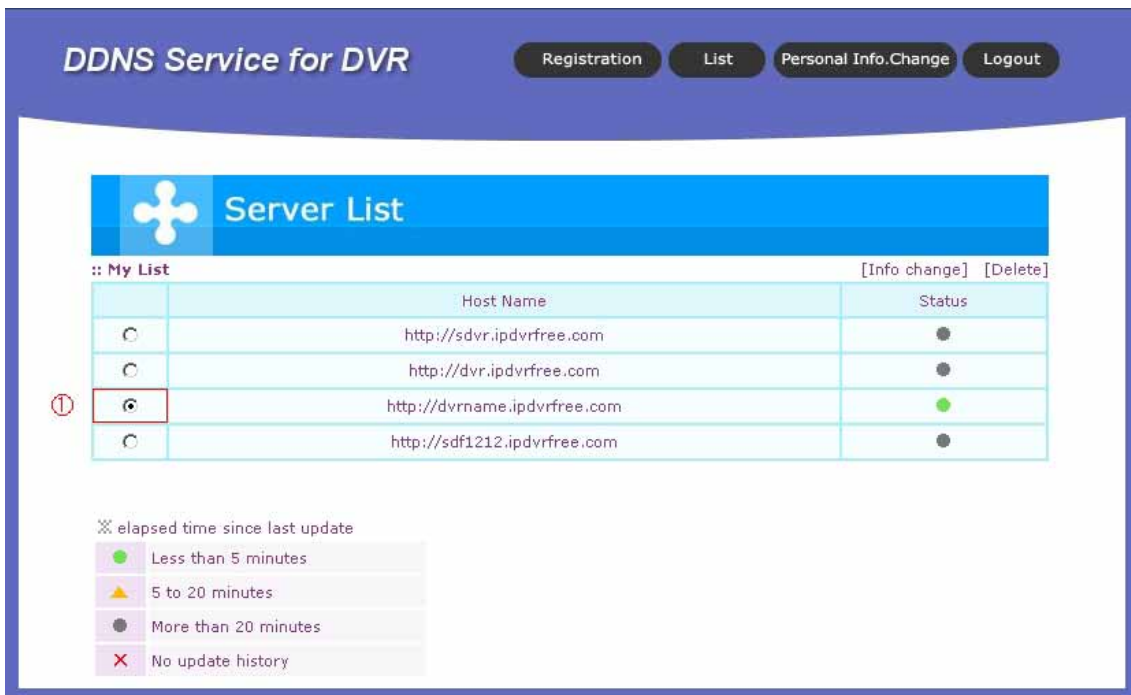 DDNS Service for DVR
Registration List Personal Info.Change Logout
Server List
:: My List [Info change] [Delete]
Host Name Status
http://sdvr.ipdvrfree.com
http://dvr.ipdvrfree.com
① http://dvrname.ipdvrfree.com
http://sdf1212.ipdvrfree.com
※ elapsed time since last update
Less than 5 minutes
5 to 20 minutes
More than 20 minutes
No update history